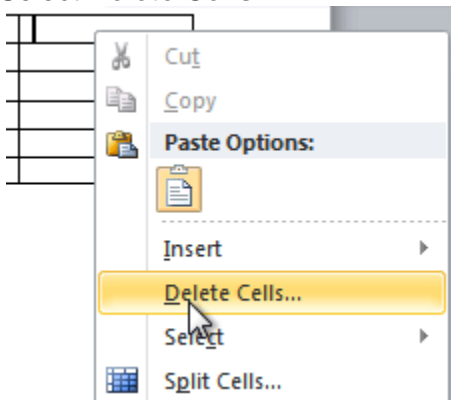 Cut
Copy
Paste Options:
Insert
Delete Cells...
Select
Split Cells...